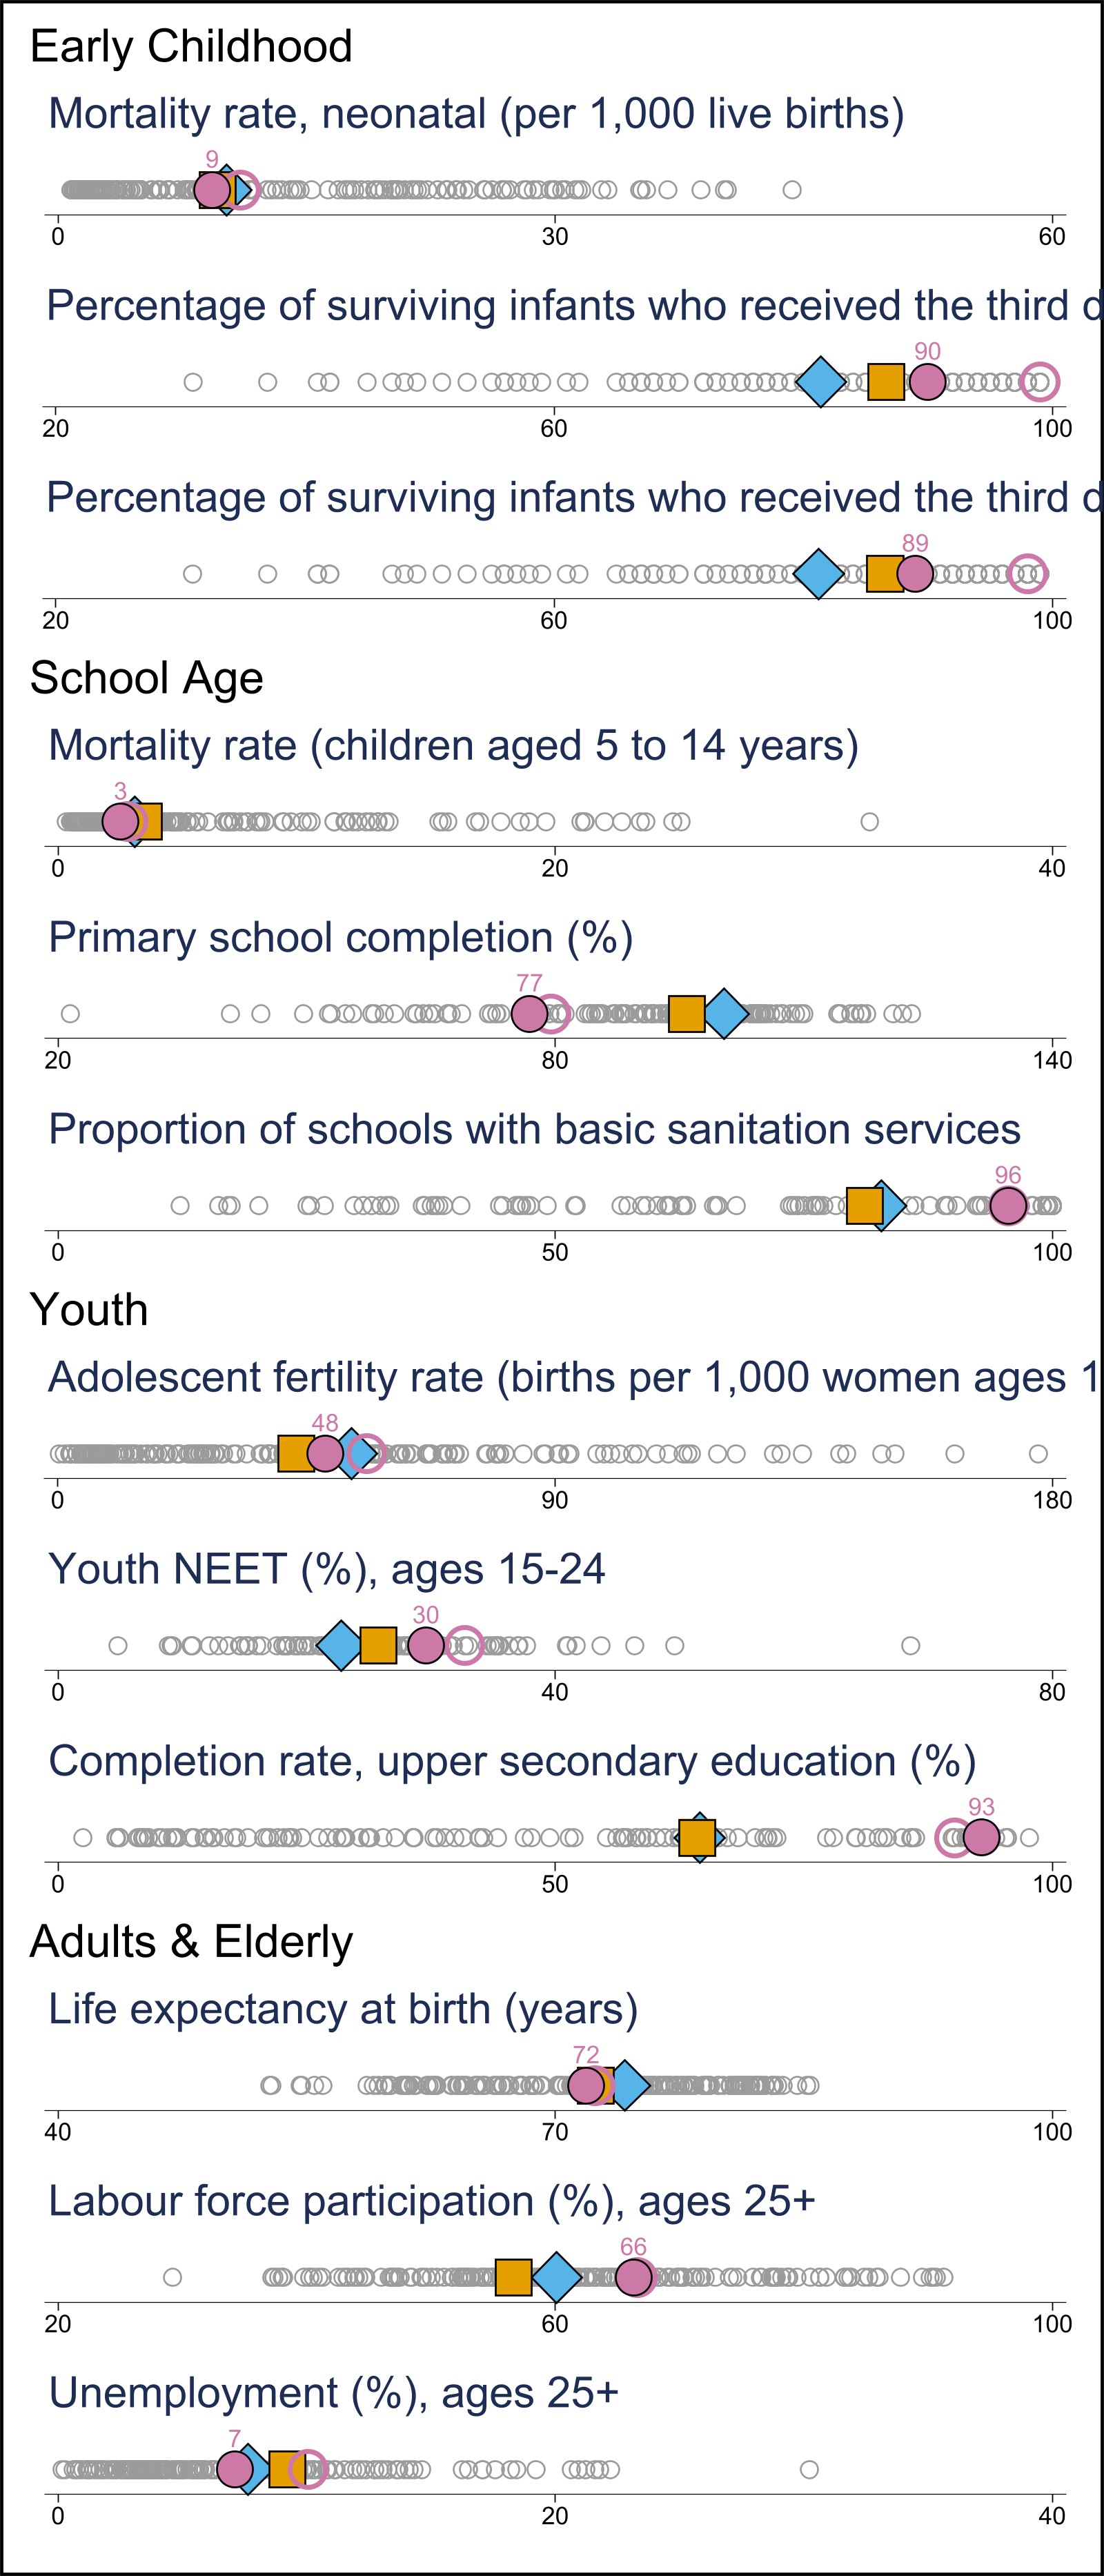 Early Childhood
Mortality rate, neonatal (per 1,000 live births)
9
0 30 60
Percentage of surviving infants who received the third d
90
20 60 100
Percentage of surviving infants who received the third d
89
20 60 100
School Age
Mortality rate (children aged 5 to 14 years)
3
0 20 40
Primary school completion (%)
77
20 80 140
Proportion of schools with basic sanitation services
96
0 50 100
Youth
Adolescent fertility rate (births per 1,000 women ages 1
48
0 90 180
Youth NEET (%), ages 15-24
30
0 40 80
Completion rate, upper secondary education (%)
93
0 50 100
Adults & Elderly
Life expectancy at birth (years)
72
40 70 100
Labour force participation (%), ages 25+
66
20 60 100
Unemployment (%), ages 25+
7
0 20 40